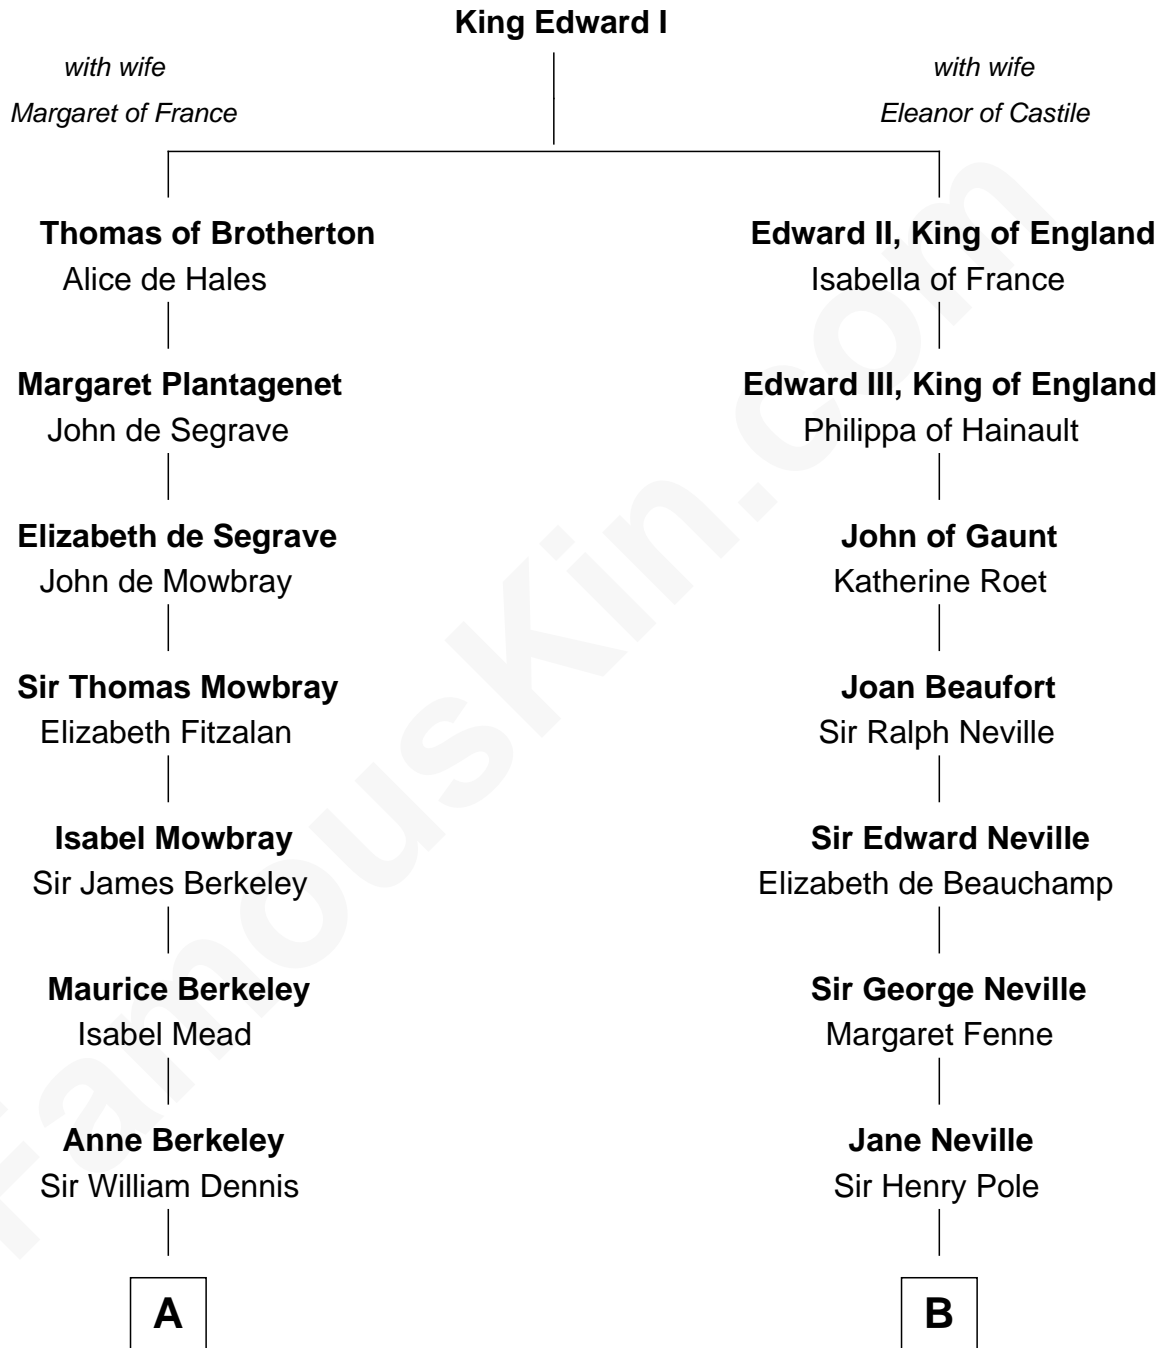 King Edward I
with wife
Margaret of France
with wife
Eleanor of Castile
Thomas of Brotherton
Alice de Hales
Edward II, King of England
Isabella of France
Margaret Plantagenet
John de Segrave
Edward III, King of England
Philippa of Hainault
Elizabeth de Segrave
John de Mowbray
John of Gaunt
Katherine Roet
Sir Thomas Mowbray
Elizabeth Fitzalan
Joan Beaufort
Sir Ralph Neville
Isabel Mowbray
Sir James Berkeley
Sir Edward Neville
Elizabeth de Beauchamp
Maurice Berkeley
Isabel Mead
Sir George Neville
Margaret Fenne
Anne Berkeley
Sir William Dennis
Jane Neville
Sir Henry Pole
A
B
FamousKin.com